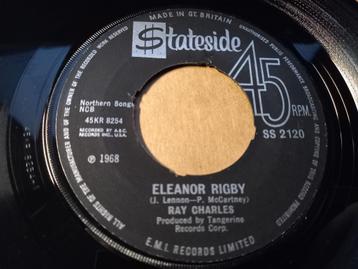 MADE IN GT. BRITAIN
Stateside
45
RPM.
Northern Songs
NCB
45KR 8254
RECORDED BY A.B.C.
RECORDS INC., U.S.A.
SS 2120
℗ 1968
ELEANOR RIGBY
(J. Lennon—P. McCartney)
RAY CHARLES
Produced by Tangerine
Records Corp.
E.M.I. RECORDS LIMITED